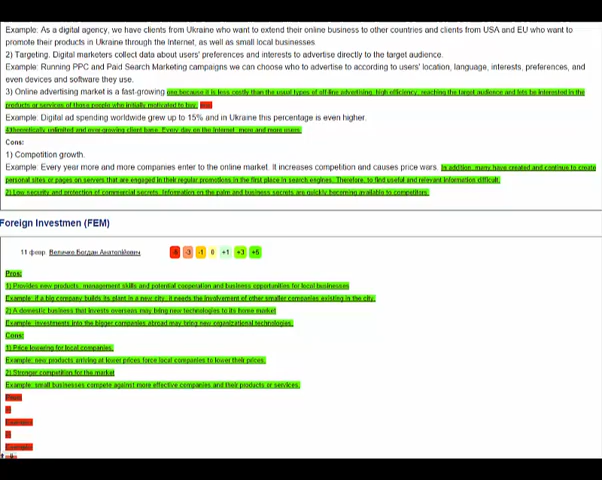 Example: As a digital agency, we have clients from Ukraine who want to extend their online business to other countries and clients from USA and EU who want to
promote their products in Ukraine through the Internet, as well as small local businesses
2) Targeting. Digital marketers collect data about users' preferences and interests to advertise directly to the target audience.
Example: Running PPC and Paid Search Marketing campaigns we can choose who to advertise to according to users' location, language, interests, preferences, and
even devices and software they use.
3) Online advertising market is a fast-growing one because it is less costly than the usual types of off-line advertising, high efficiency, reaching the target audience and lets be interested in the
products or services of those people who initially motivated to buy.
Example: Digital ad spending worldwide grew up to 15% and in Ukraine this percentage is even higher.
4)Theoretically unlimited and ever-growing client base. Every day on the Internet, more and more users.
Cons:
1) Competition growth.
Example: Every year more and more companies enter to the online market. It increases competition and causes price wars. In addition, many have created and continue to create
personal sites or pages on servers that are engaged in their regular promotions in the first place in search engines. Therefore, to find useful and relevant information difficult.
2) Low security and protection of commercial secrets. Information on the palm and business secrets are quickly becoming available to competitors.
Foreign Investmen (FEM)
11 февр Величко Богдан Анатолійович -5 -3 -1 0 +1 +3 +5
Pros:
1) Provides new products, management skills and potential cooperation and business opportunities for local businesses
Example: if a big company builds its plant in a new city, it needs the involvement of other smaller companies existing in the city.
2) A domestic business that invests overseas may bring new technologies to its home market
Example: investments into the bigger companies abroad may bring new organizational technologies.
Cons:
1) Price lowering for local companies.
Example: new products arriving at lower prices force local companies to lower their prices.
2) Stronger competition for the market
Example: small businesses compete against more effective companies and their products or services.